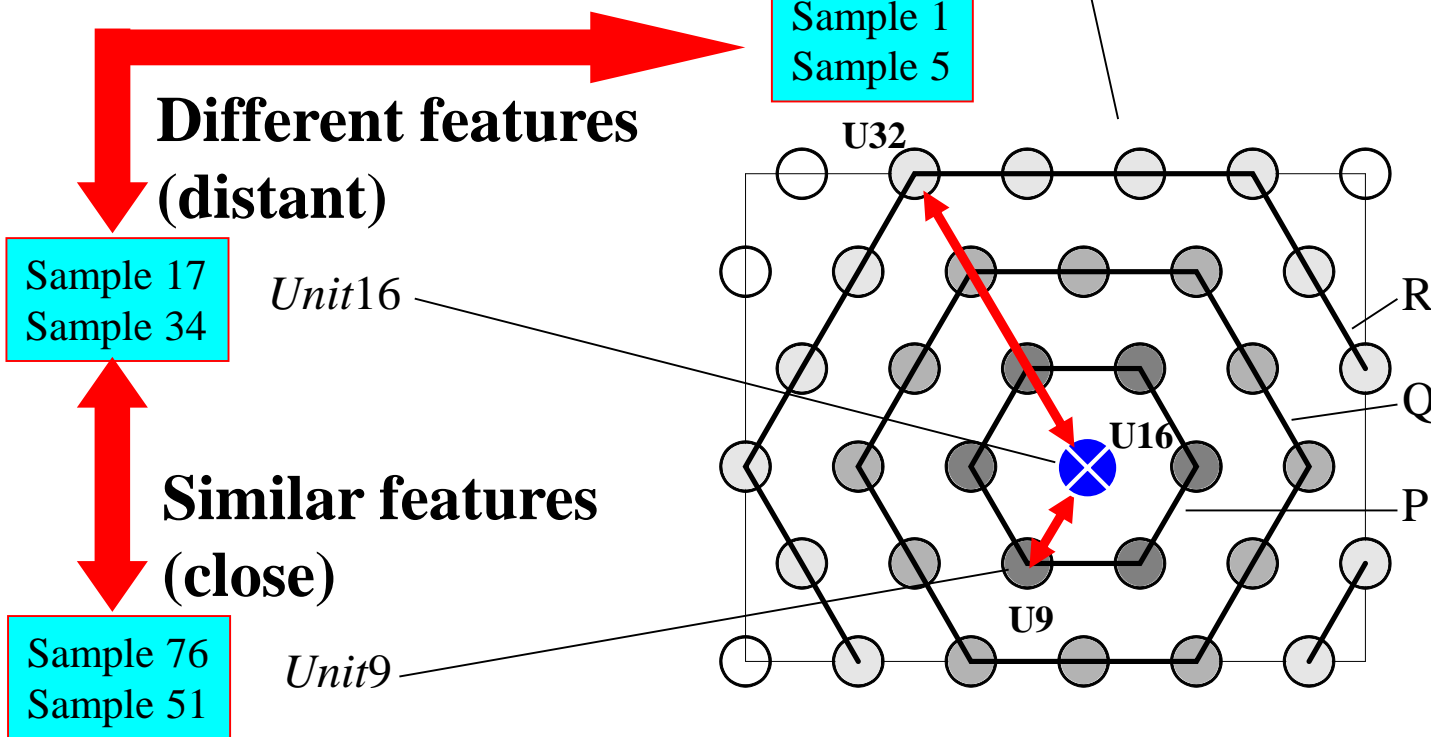 Sample 1
Sample 5
Different features
(distant)
U32
Sample 17
Sample 34
Unit16
R
Q
U16
Similar features
(close)
P
U9
Sample 76
Sample 51
Unit9